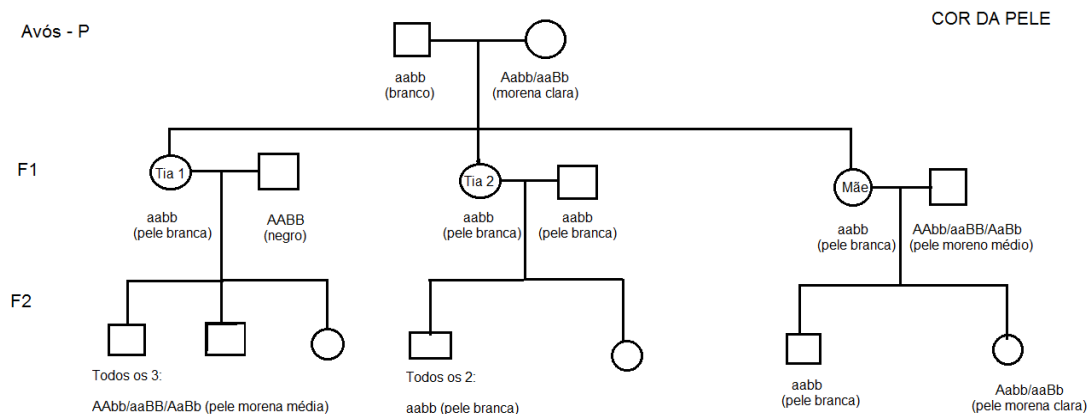 COR DA PELE
Avós - P
aabb
(branco)
Aabb/aaBb
(morena clara)
F1
Tia 1
Tia 2
Mãe
aabb
(pele branca)
AABB
(negro)
aabb
(pele branca)
aabb
(pele branca)
aabb
(pele branca)
AAbb/aaBB/AaBb
(pele moreno médio)
F2
Todos os 3:
AAbb/aaBB/AaBb (pele morena média)
Todos os 2:
aabb (pele branca)
aabb
(pele branca)
Aabb/aaBb
(pele morena clara)